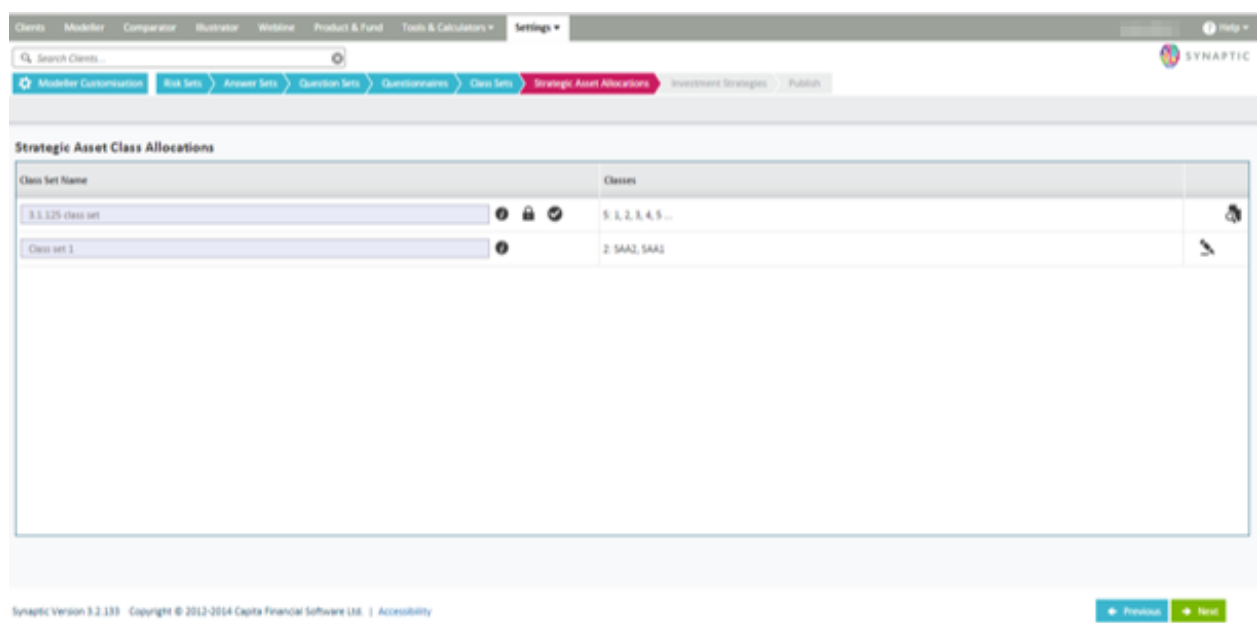 Clients Modeller Comparator Illustrator Webline Product & Fund Tools & Calculators Settings Help
Search Clients... SYNAPTIC
Modeller Customisation Risk Sets Answer Sets Question Sets Questionnaires Class Sets Strategic Asset Allocations Investment Strategies Publish
Strategic Asset Class Allocations
Class Set Name Classes
3.1.125 class set 5: 1, 2, 3, 4, 5 ...
Class set 1 2: SAA2, SAA1
Synaptic Version 3.2.133 Copyright © 2012-2014 Capita Financial Software Ltd. | Accessibility Previous Next